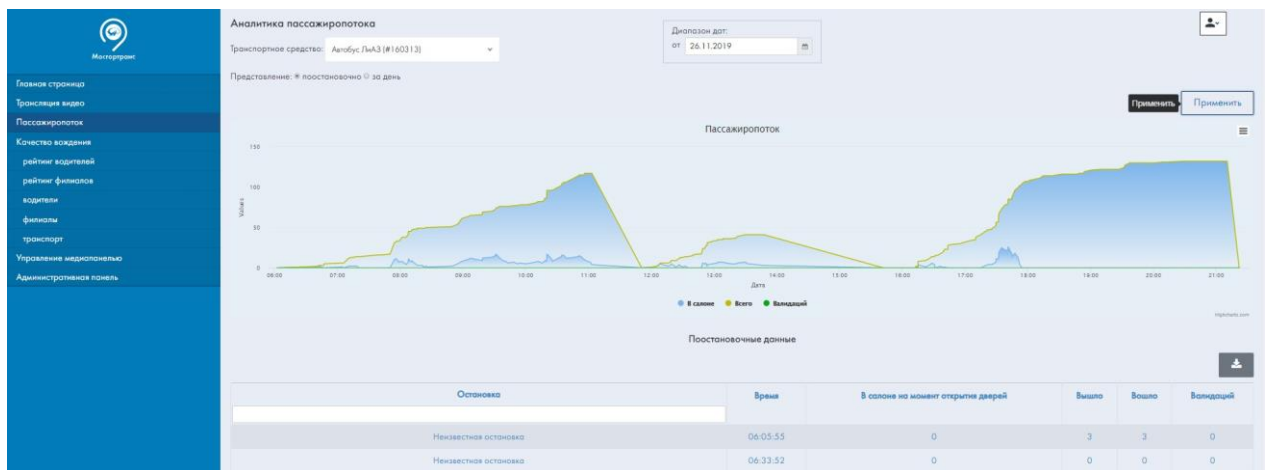 Мосгортранс
Главная страница
Трансляция видео
Пассажиропоток
Качество вождения
рейтинг водителей
рейтинг филиалов
водители
филиалы
транспорт
Управление медиапанелью
Административная панель
Аналитика пассажиропотока
Транспортное средство: Автобус ЛиАЗ (#160313)
Диапазон дат:
от 26.11.2019
Представление: поостановочно за день
Применить Применить
Пассажиропоток
150
100
50
0
Values
06:00 07:00 08:00 09:00 10:00 11:00 12:00 13:00 14:00 15:00 16:00 17:00 18:00 19:00 20:00 21:00
Дата
В салоне Всего Валидаций
Highcharts.com
Поостановочные данные
Остановка Время В салоне на момент открытия дверей Вышло Вошло Валидаций
Неизвестная остановка 06:05:55 0 3 3 0
Неизвестная остановка 06:33:52 0 0 0 0